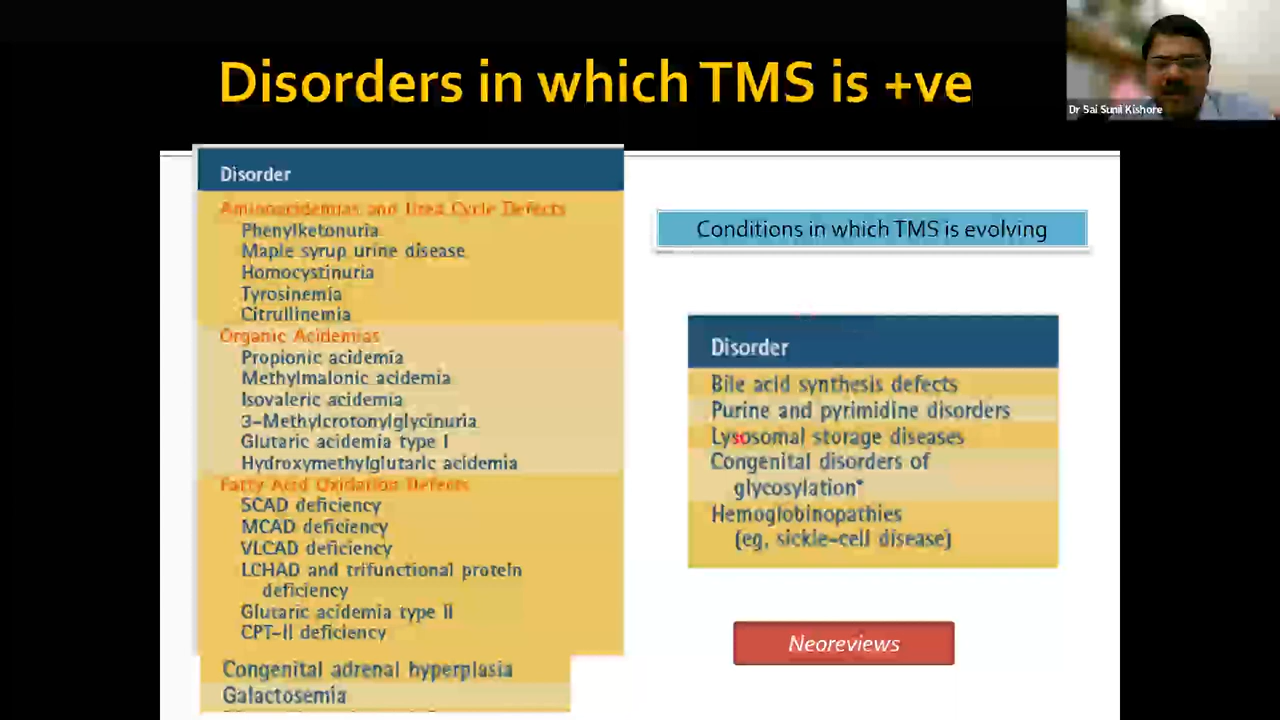 Disorders in which TMS is +ve
Dr Sai Sunil Kishore
Disorder
Aminoacidemias and Urea Cycle Defects
Phenylketonuria
Maple syrup urine disease
Homocystinuria
Tyrosinemia
Citrullinemia
Organic Acidemias
Propionic acidemia
Methylmalonic acidemia
Isovaleric acidemia
3-Methylcrotonylglycinuria
Glutaric acidemia type I
Hydroxymethylglutaric acidemia
Fatty Acid Oxidation Defects
SCAD deficiency
MCAD deficiency
VLCAD deficiency
LCHAD and trifunctional protein
deficiency
Glutaric acidemia type II
CPT-II deficiency
Congenital adrenal hyperplasia
Galactosemia
Conditions in which TMS is evolving
Disorder
Bile acid synthesis defects
Purine and pyrimidine disorders
Lysosomal storage diseases
Congenital disorders of
glycosylation*
Hemoglobinopathies
(eg, sickle-cell disease)
Neoreviews